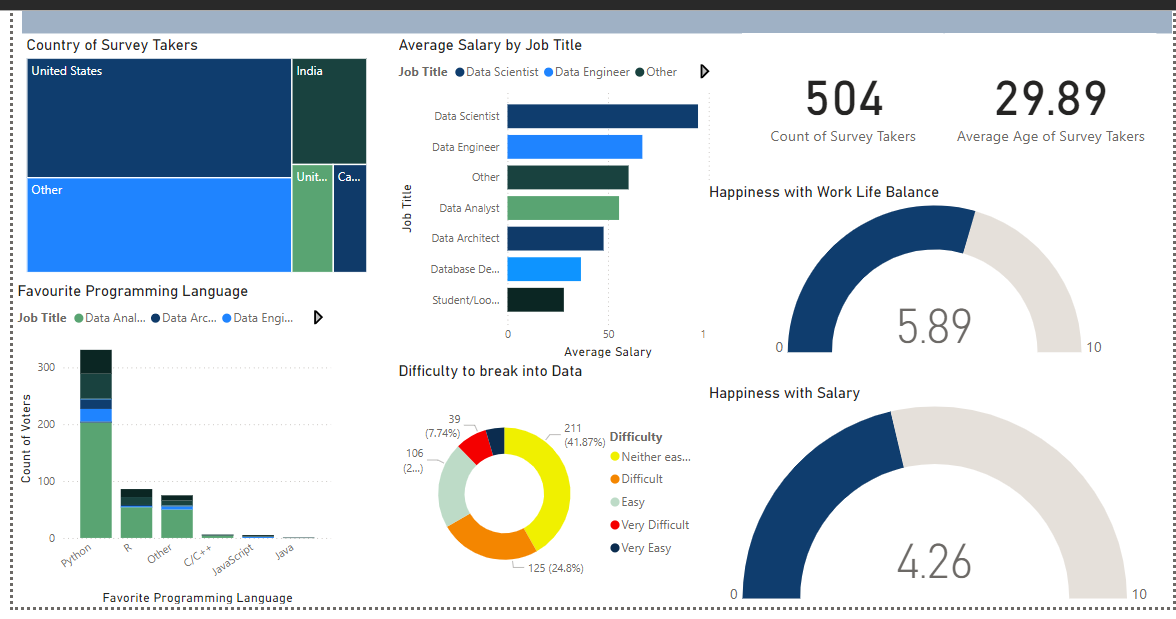 Country of Survey Takers
United States
India
Other
Unit...
Ca...
Average Salary by Job Title
Job Title Data Scientist Data Engineer Other
Job Title
Data Scientist
Data Engineer
Other
Data Analyst
Data Architect
Database De...
Student/Loo...
0 50 1
Average Salary
504
Count of Survey Takers
29.89
Average Age of Survey Takers
Happiness with Work Life Balance
5.89
0 10
Favourite Programming Language
Job Title Data Anal... Data Arc... Data Engi...
Count of Voters
300
200
100
0
Python R Other C/C++ JavaScript Java
Favorite Programming Language
Difficulty to break into Data
39
(7.74%)
211
(41.87%)
106
(2...)
125 (24.8%)
Difficulty
Neither eas...
Difficult
Easy
Very Difficult
Very Easy
Happiness with Salary
4.26
0 10